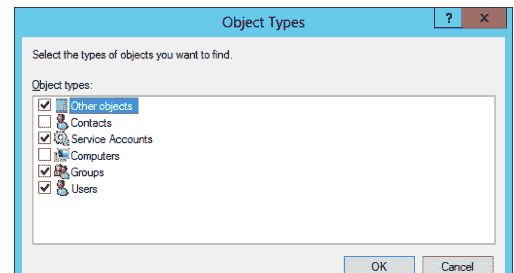 Object Types
? x
Select the types of objects you want to find.
Object types:
Other objects
Contacts
Service Accounts
Computers
Groups
Users
OK Cancel